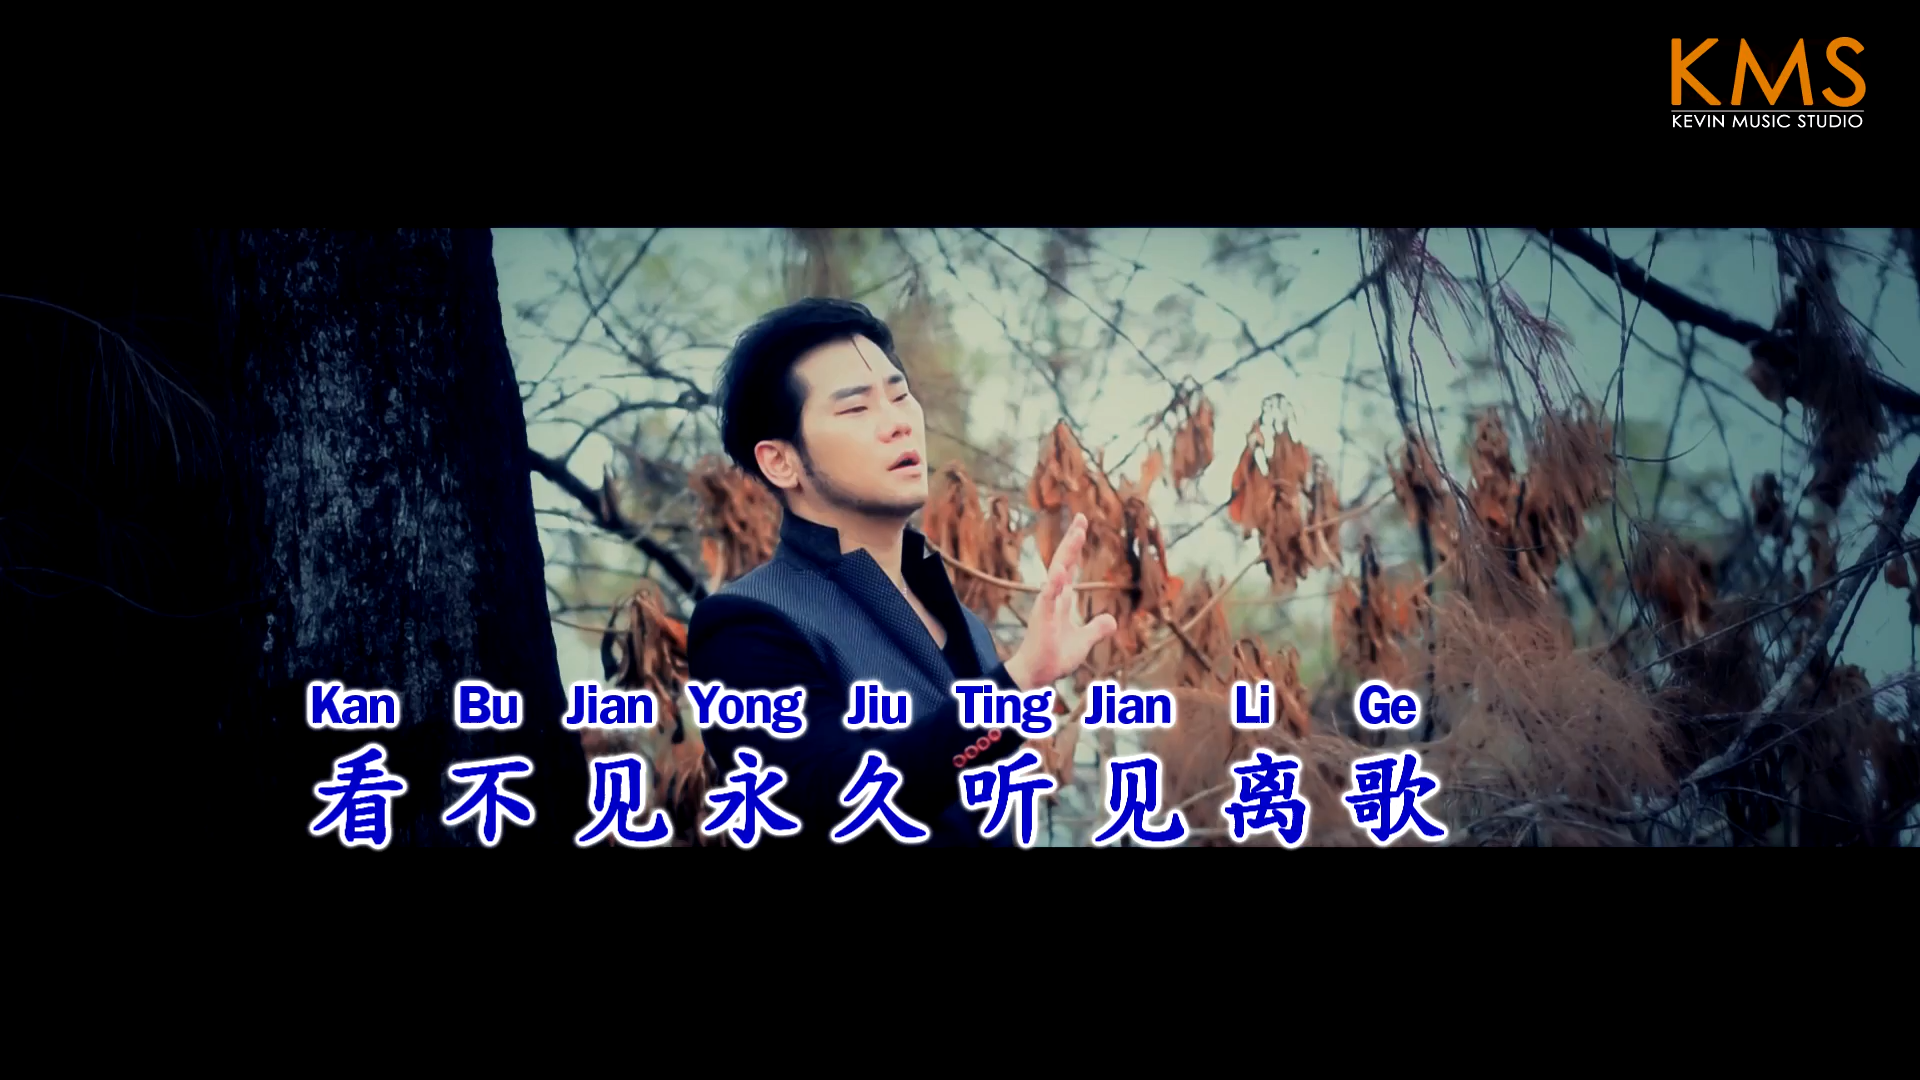 KMS
KEVIN MUSIC STUDIO
Kan Bu Jian Yong Jiu Ting Jian Li Ge
看不见永久听见离歌